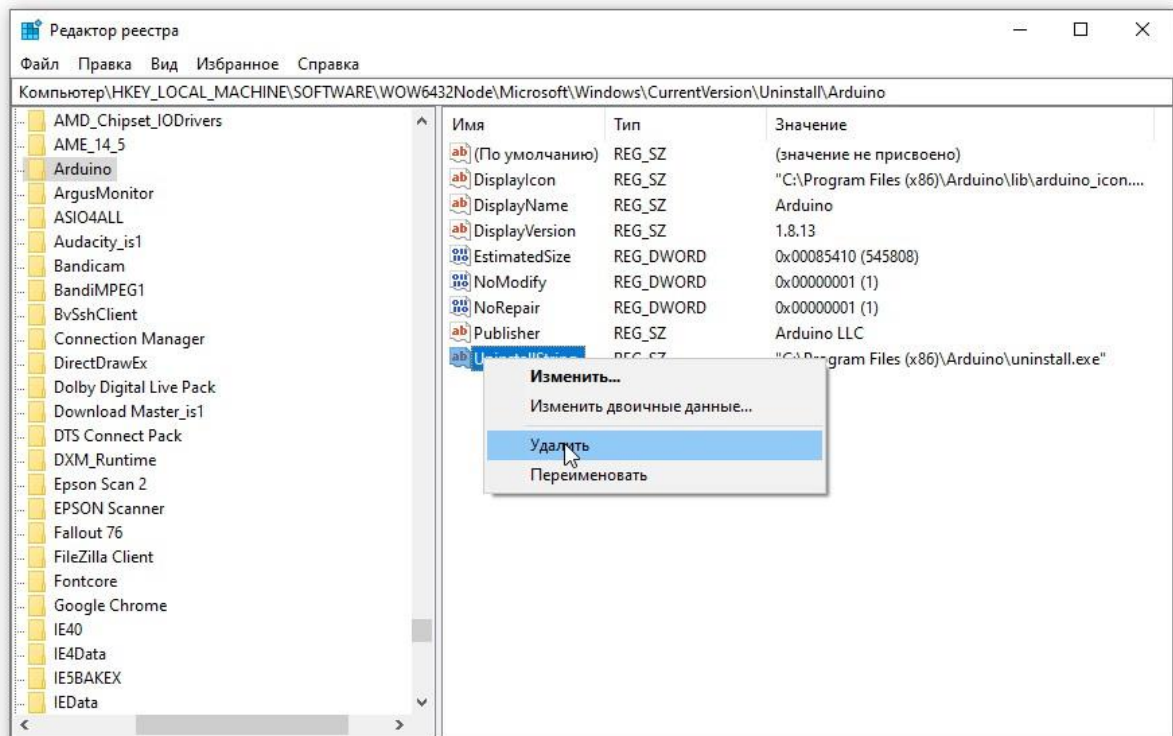 Редактор реестра
Файл Правка Вид Избранное Справка
Компьютер\HKEY_LOCAL_MACHINE\SOFTWARE\WOW6432Node\Microsoft\Windows\CurrentVersion\Uninstall\Arduino
AMD_Chipset_IODrivers
AME_14_5
Arduino
ArgusMonitor
ASIO4ALL
Audacity_is1
Bandicam
BandiMPEG1
BvSshClient
Connection Manager
DirectDrawEx
Dolby Digital Live Pack
Download Master_is1
DTS Connect Pack
DXM_Runtime
Epson Scan 2
EPSON Scanner
Fallout 76
FileZilla Client
Fontcore
Google Chrome
IE40
IE4Data
IE5BAKEX
IEData
Имя Тип Значение
(По умолчанию) REG_SZ (значение не присвоено)
DisplayIcon REG_SZ "C:\Program Files (x86)\Arduino\lib\arduino_icon....
DisplayName REG_SZ Arduino
DisplayVersion REG_SZ 1.8.13
EstimatedSize REG_DWORD 0x00085410 (545808)
NoModify REG_DWORD 0x00000001 (1)
NoRepair REG_DWORD 0x00000001 (1)
Publisher REG_SZ Arduino LLC
UninstallString REG_SZ "C:\Program Files (x86)\Arduino\uninstall.exe"
Изменить...
Изменить двоичные данные...
Удалить
Переименовать